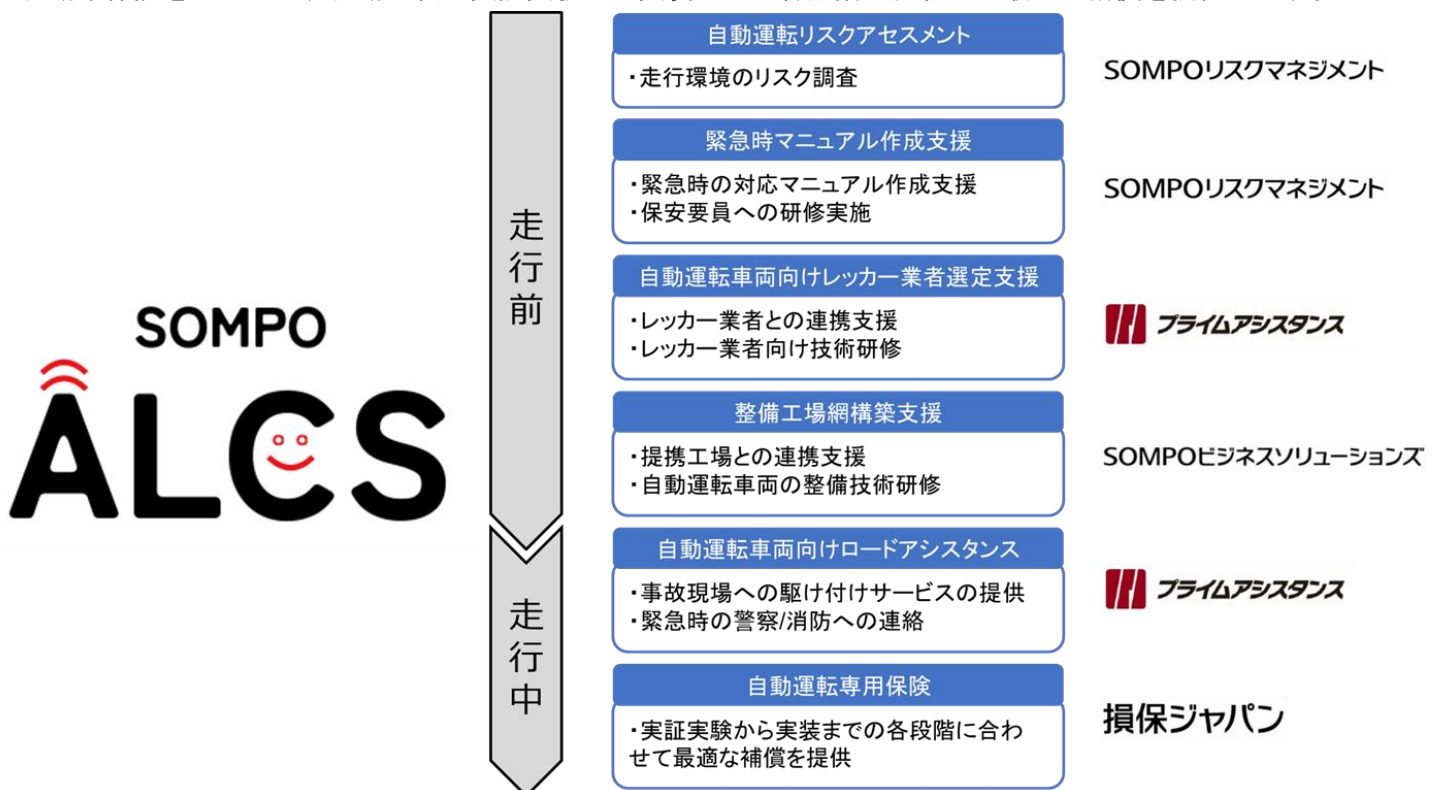 自動運転リスクアセスメント
・走行環境のリスク調査
SOMPOリスクマネジメント
緊急時マニュアル作成支援
・緊急時の対応マニュアル作成支援
・保安要員への研修実施
SOMPOリスクマネジメント
走行前
自動運転車両向けレッカー業者選定支援
・レッカー業者との連携支援
・レッカー業者向け技術研修
プライムアシスタンス
SOMPO
ALCS
整備工場網構築支援
・提携工場との連携支援
・自動運転車両の整備技術研修
SOMPOビジネスソリューションズ
走行中
自動運転車両向けロードアシスタンス
・事故現場への駆け付けサービスの提供
・緊急時の警察/消防への連絡
プライムアシスタンス
自動運転専用保険
・実証実験から実装までの各段階に合わ
せて最適な補償を提供
損保ジャパン